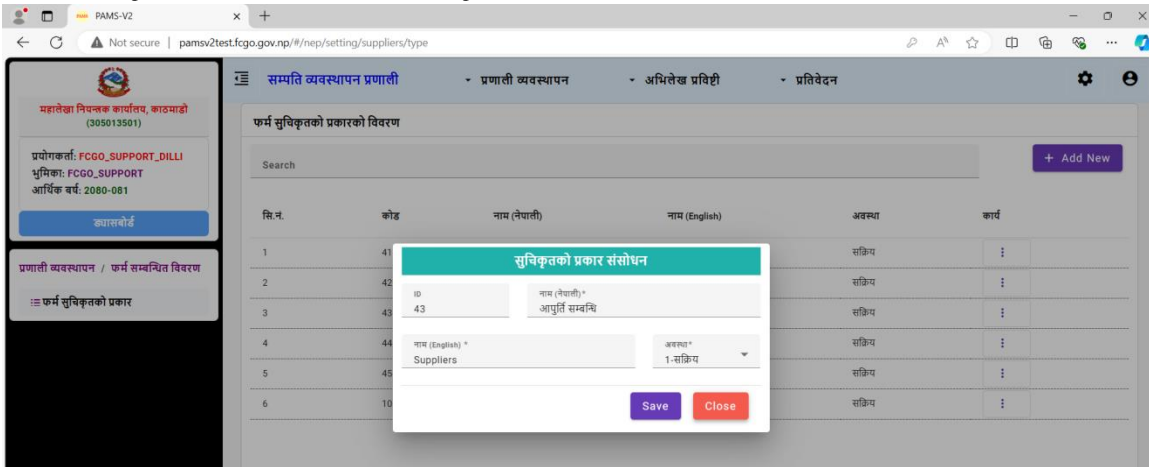 PAMS-V2
Not secure | pamsv2test.fcgo.gov.np/#/nep/setting/suppliers/type
महालेखा नियन्त्रक कार्यालय, काठमाडो
(305013501)
प्रयोगकर्ता: FCGO_SUPPORT_DILLI
भुमिका: FCGO_SUPPORT
आर्थिक बर्ष: 2080-081
ड्यासबोर्ड
प्रणाली व्यवस्थापन / फर्म सम्बन्धित विवरण
फर्म सुचिकृतको प्रकार
सम्पति व्यवस्थापन प्रणाली प्रणाली व्यवस्थापन अभिलेख प्रविष्टी प्रतिवेदन
फर्म सुचिकृतको प्रकारको विवरण
Search
+ Add New
सि.नं. कोड नाम (नेपाली) नाम (English) अवस्था कार्य
1 41 सक्रिय
2 42 सक्रिय
3 43 सक्रिय
4 44 सक्रिय
5 45 सक्रिय
6 10 सक्रिय
सुचिकृतको प्रकार संसोधन
ID
43
नाम (नेपाली)*
आपुर्ति सम्बन्धि
नाम (English) *
Suppliers
अवस्था*
1-सक्रिय
Save Close